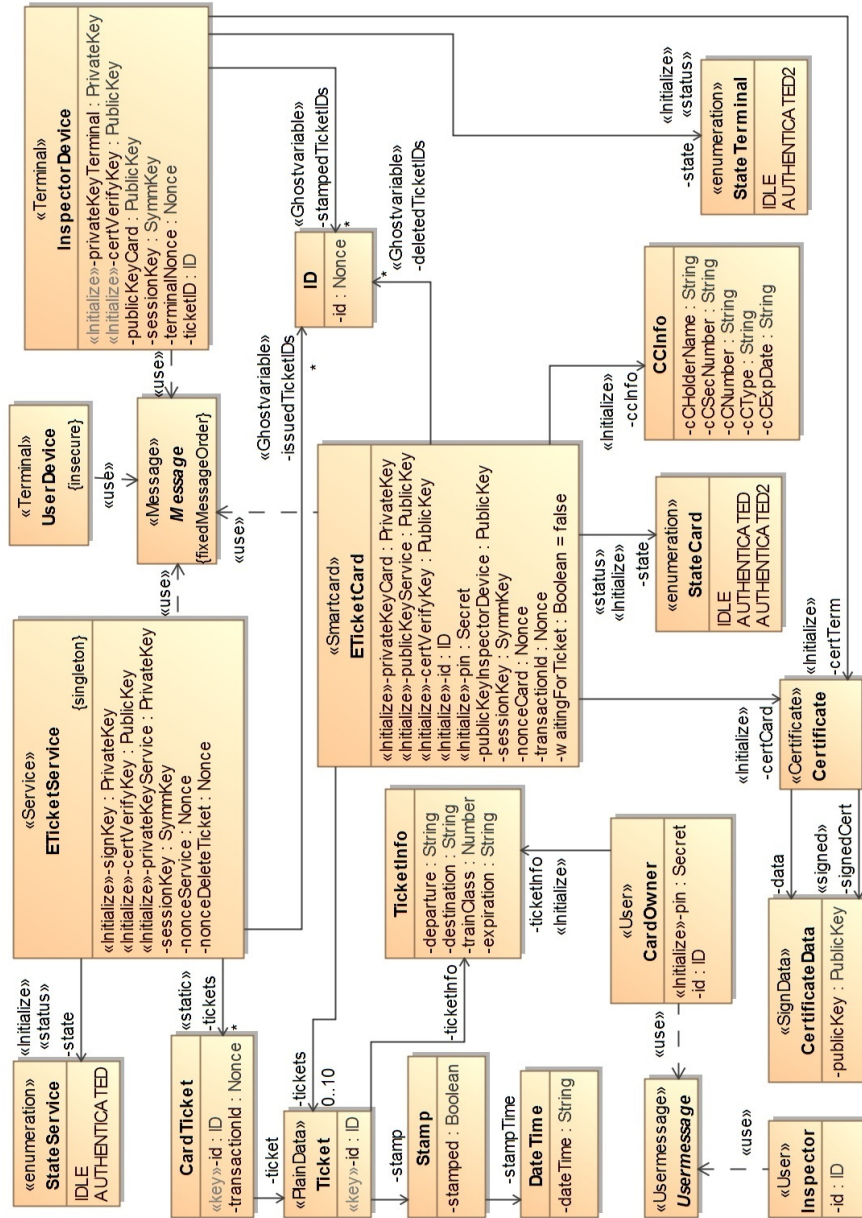 «Terminal»
InspectorDevice
«Initialize»-privateKeyTerminal : PrivateKey
«Initialize»-certVerifyKey : PublicKey
-publicKeyCard : PublicKey
-sessionKey : SymmKey
-terminalNonce : Nonce
-ticketID : ID
«Terminal»
UserDevice
{insecure}
«use»
«use»
«Message»
Message
{fixedMessageOrder}
«use»
«use»
«Service»
ETicketService
{singleton}
«Initialize»-signKey : PrivateKey
«Initialize»-certVerifyKey : PublicKey
«Initialize»-privateKeyService : PrivateKey
-sessionKey : SymmKey
-nonceService : Nonce
-nonceDeleteTicket : Nonce
«Initialize»
«status»
-state
«enumeration»
StateService
IDLE
AUTHENTICATED
«static»
-tickets
*
CardTicket
«key»-id : ID
-transactionId : Nonce
-ticket
-tickets
0..10
«PlainData»
Ticket
«key»-id : ID
-stamp
-ticketInfo
Stamp
-stamped : Boolean
-stampTime
DateTime
-dateTime : String
TicketInfo
-departure : String
-destination : String
-trainClass : Number
-expiration : String
-ticketInfo
«Initialize»
«User»
CardOwner
«Initialize»-pin : Secret
-id : ID
«use»
«Usermessage»
Usermessage
«use»
«User»
Inspector
-id : ID
«Ghostvariable»
-stampedTicketIDs
*
«Ghostvariable»
-issuedTicketIDs
*
«Ghostvariable»
-deletedTicketIDs
*
ID
-id : Nonce
«Smartcard»
ETicketCard
«Initialize»-privateKeyCard : PrivateKey
«Initialize»-publicKeyService : PublicKey
«Initialize»-certVerifyKey : PublicKey
«Initialize»-id : ID
«Initialize»-pin : Secret
-publicKeyInspectorDevice : PublicKey
-sessionKey : SymmKey
-nonceCard : Nonce
-transactionId : Nonce
-waitingForTicket : Boolean = false
«Initialize»
-ccInfo
CCInfo
-cCHolderName : String
-cCSecNumber : String
-cCNumber : String
-cCType : String
-cCExpDate : String
«status»
«Initialize»
-state
«enumeration»
StateCard
IDLE
AUTHENTICATED
AUTHENTICATED2
«Initialize»
«status»
-state
«enumeration»
StateTerminal
IDLE
AUTHENTICATED2
«Initialize»
-certCard
«Initialize»
-certTerm
«Certificate»
Certificate
-data
«signed»
-signedCert
«SignData»
CertificateData
-publicKey : PublicKey